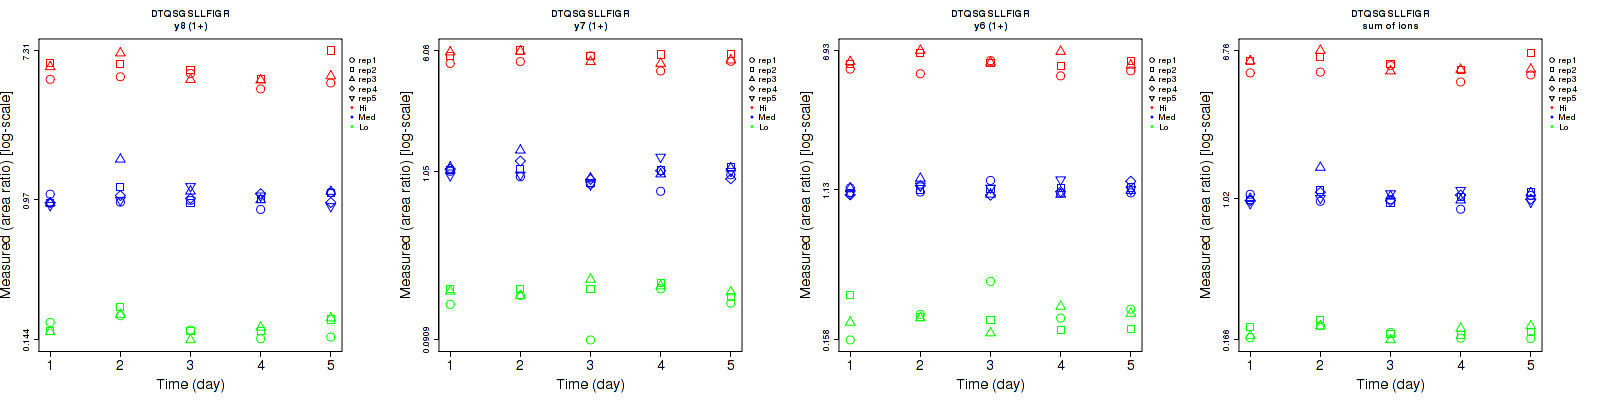 DTQSGSLLFIGR
y8 (1+)
Measured (area ratio) [log-scale]
7.31
0.97
0.144
1 2 3 4 5
Time (day)
rep1
rep2
rep3
rep4
rep5
Hi
Med
Lo
DTQSGSLLFIGR
y7 (1+)
Measured (area ratio) [log-scale]
6.06
1.05
0.0909
1 2 3 4 5
Time (day)
rep1
rep2
rep3
rep4
rep5
Hi
Med
Lo
DTQSGSLLFIGR
y6 (1+)
Measured (area ratio) [log-scale]
6.93
1.13
0.158
1 2 3 4 5
Time (day)
rep1
rep2
rep3
rep4
rep5
Hi
Med
Lo
DTQSGSLLFIGR
sum of ions
Measured (area ratio) [log-scale]
6.76
1.02
0.166
1 2 3 4 5
Time (day)
rep1
rep2
rep3
rep4
rep5
Hi
Med
Lo